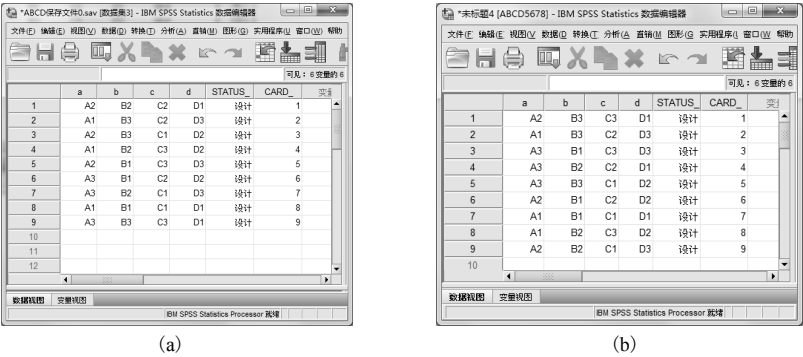 *ABCD保存文件0.sav [数据集3] - IBM SPSS Statistics 数据编辑器
文件(F) 编辑(E) 视图(V) 数据(D) 转换(T) 分析(A) 直销(M) 图形(G) 实用程序(U) 窗口(W) 帮助
可见：6变量的6
a b c d STATUS_ CARD_
1 A2 B2 C2 D1 设计 1
2 A1 B3 C2 D3 设计 2
3 A2 B3 C1 D2 设计 3
4 A1 B2 C3 D2 设计 4
5 A2 B1 C3 D3 设计 5
6 A3 B1 C2 D2 设计 6
7 A3 B2 C1 D3 设计 7
8 A1 B1 C1 D1 设计 8
9 A3 B3 C3 D1 设计 9
10
11
12
数据视图 变量视图
IBM SPSS Statistics Processor 就绪
(a)
*未标题4 [ABCD5678] - IBM SPSS Statistics 数据编辑器
文件(F) 编辑(E) 视图(V) 数据(D) 转换(T) 分析(A) 直销(M) 图形(G) 实用程序(U) 窗口(W) 帮助
可见：6变量的6
a b c d STATUS_ CARD_
1 A2 B3 C3 D1 设计 1
2 A1 B3 C2 D3 设计 2
3 A3 B1 C3 D3 设计 3
4 A3 B2 C2 D1 设计 4
5 A3 B3 C1 D2 设计 5
6 A2 B1 C2 D2 设计 6
7 A1 B1 C1 D1 设计 7
8 A1 B2 C3 D2 设计 8
9 A2 B2 C1 D3 设计 9
10
数据视图 变量视图
IBM SPSS Statistics Processor 就绪
(b)